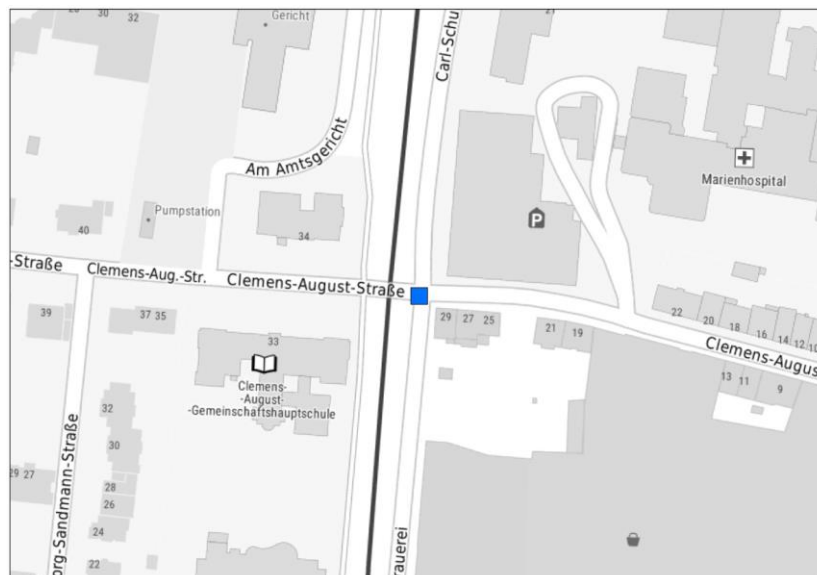 30
32
Gericht
21
Carl-Schu
Am Amtsgericht
Marienhospital
P
Pumpstation
40
34
-Straße
Clemens-Aug.-Str.
Clemens-August-Straße
39
37 35
33
29 27 25
21 19
22 20 18 16 14 12 10
Clemens-Augus
13 11 9
Clemens-
-August-
-Gemeinschaftshauptschule
32
30
29 27
28
26
24
22
org-Sandmann-Straße
rauerei